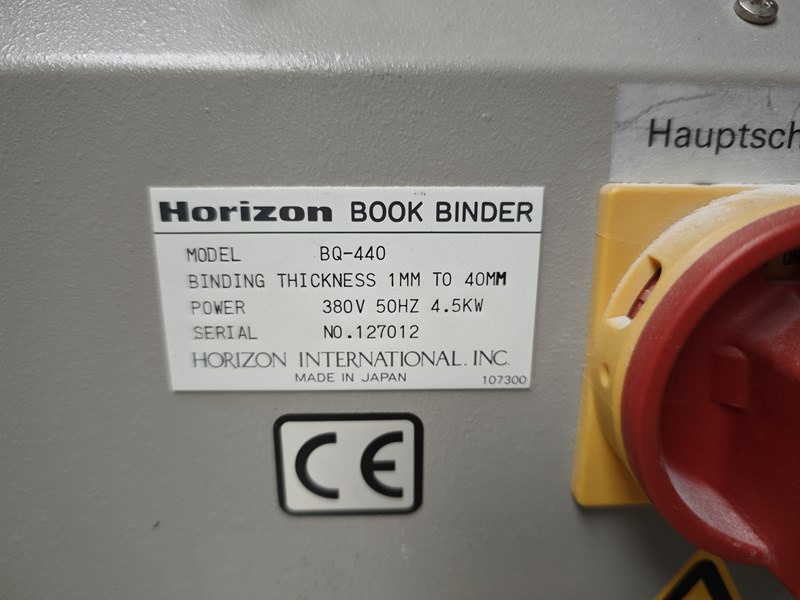 Hauptsch
Horizon BOOK BINDER
MODEL BQ-440
BINDING THICKNESS 1MM TO 40MM
POWER 380V 50HZ 4.5KW
SERIAL NO.127012
HORIZON INTERNATIONAL. INC.
MADE IN JAPAN 107300
CE